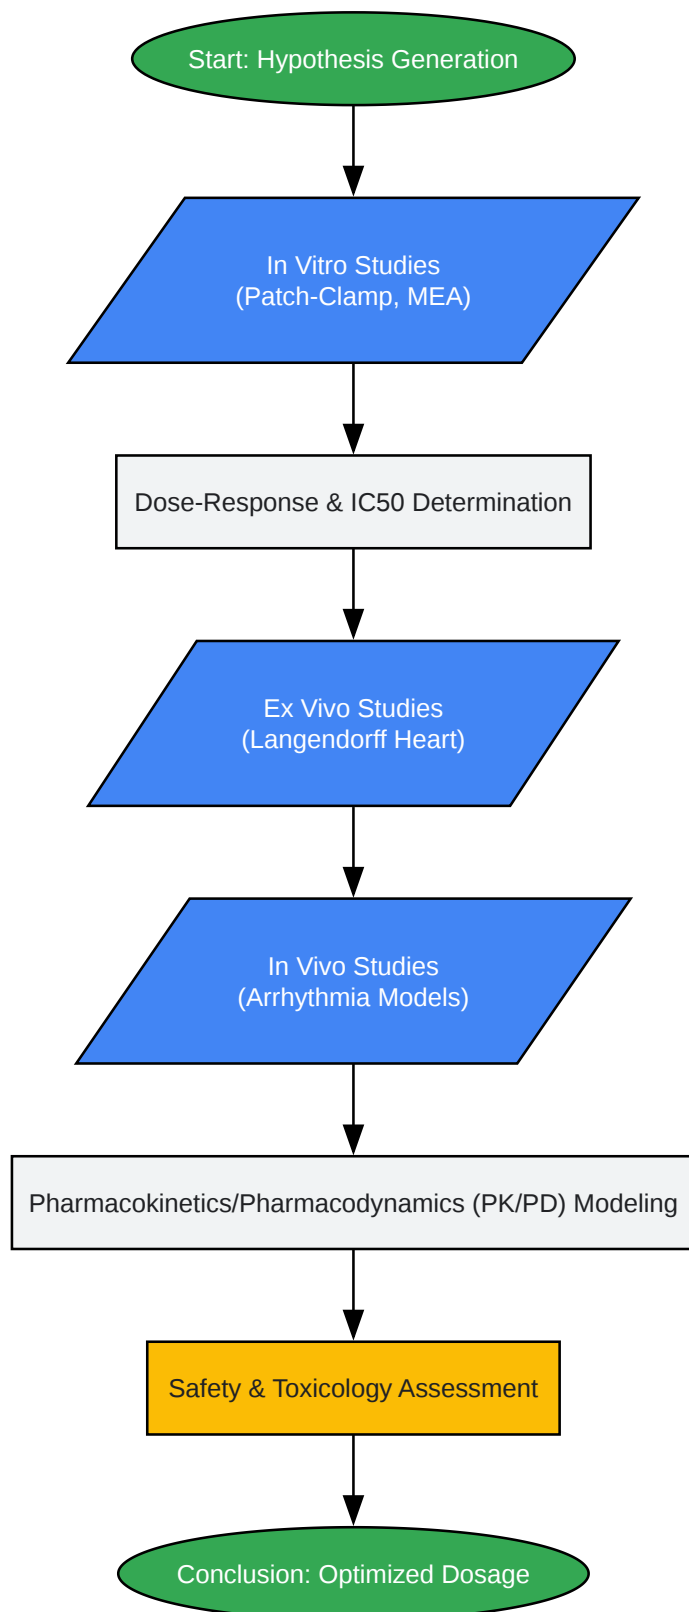 Start: Hypothesis Generation
In Vitro Studies
(Patch-Clamp, MEA)
Dose-Response & IC50 Determination
Ex Vivo Studies
(Langendorff Heart)
In Vivo Studies
(Arrhythmia Models)
Pharmacokinetics/Pharmacodynamics (PK/PD) Modeling
Safety & Toxicology Assessment
Conclusion: Optimized Dosage